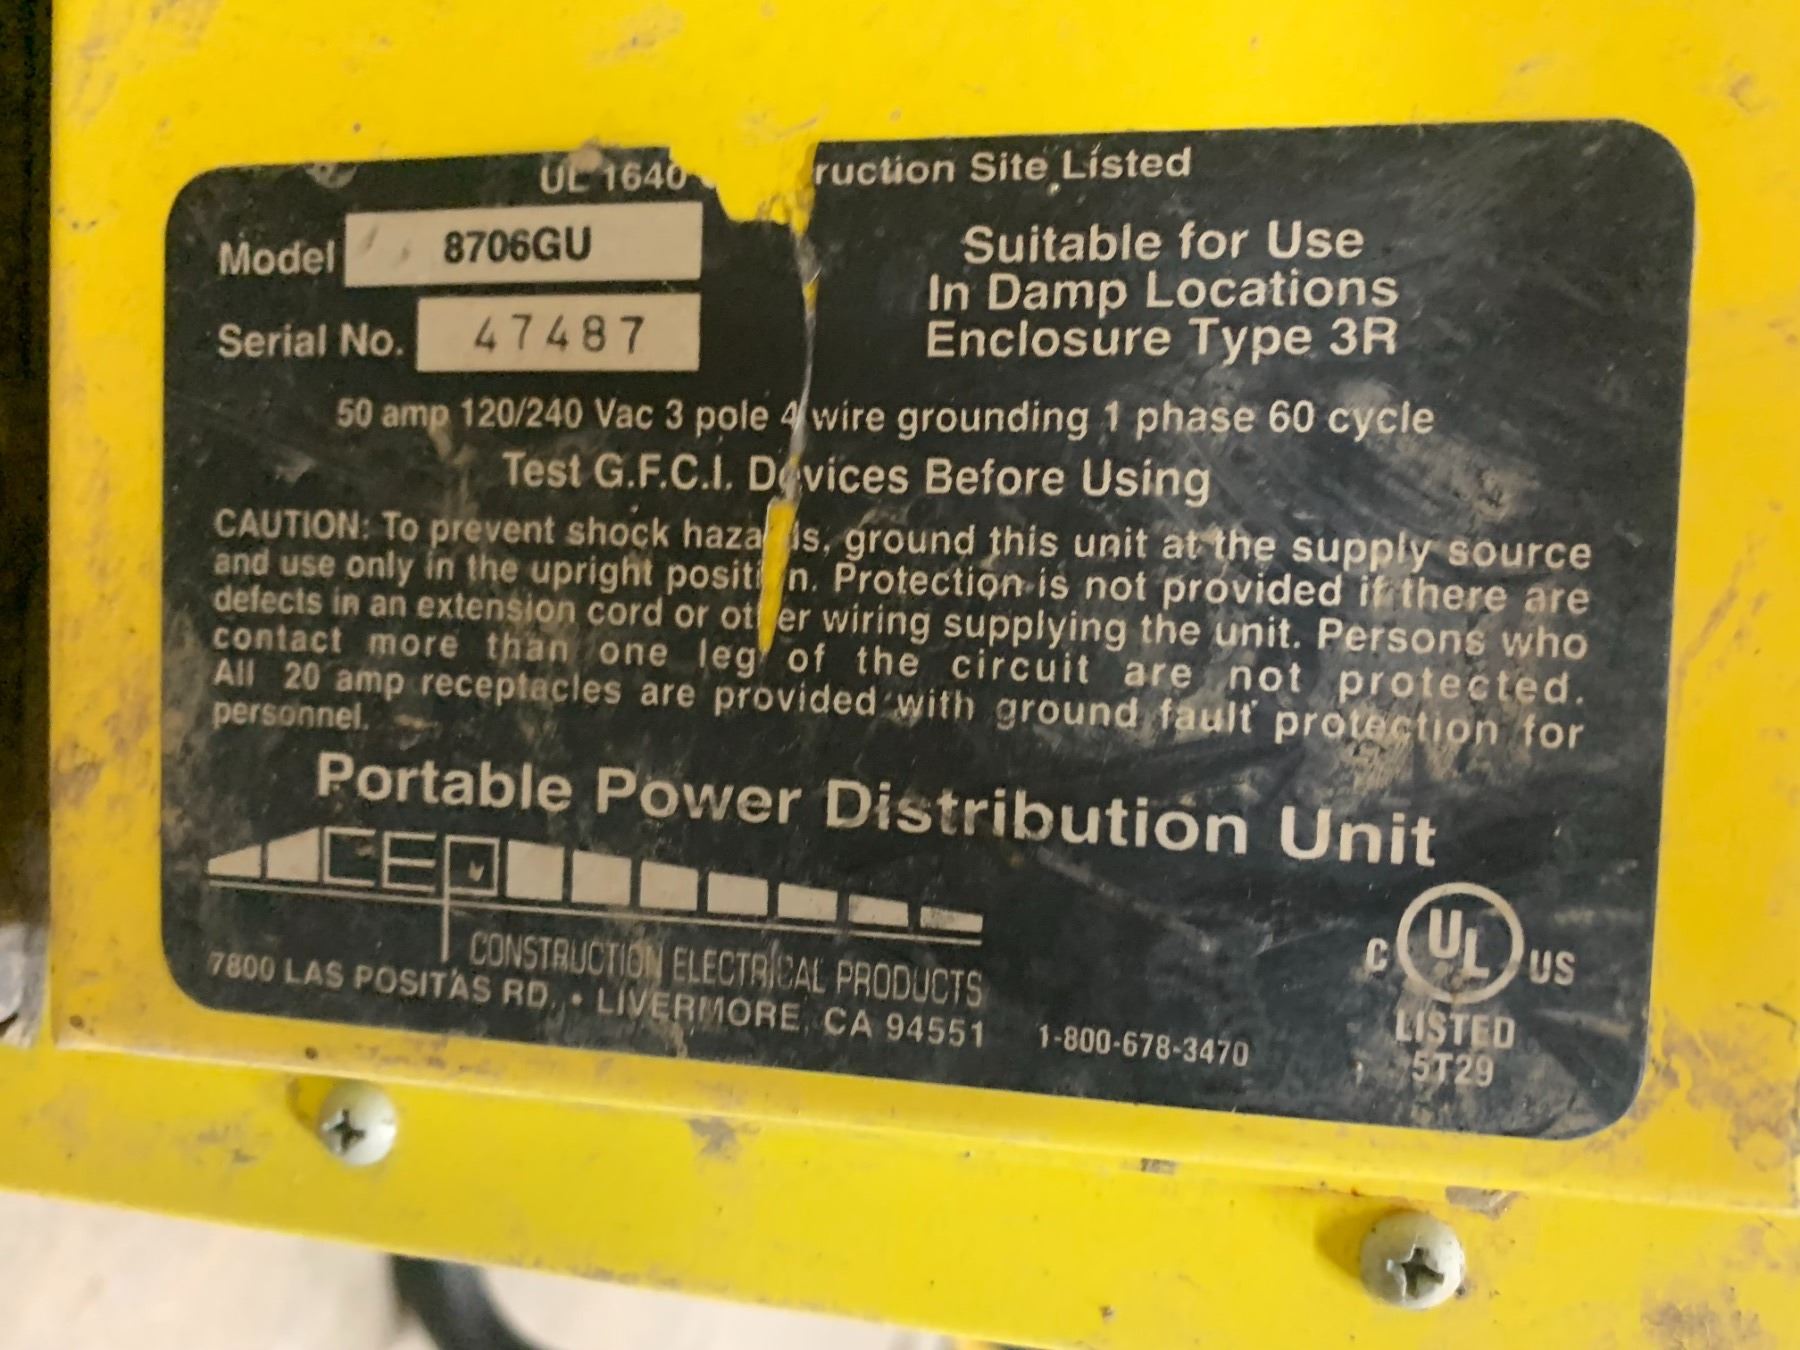 UL 1640 ruction Site Listed
Model 8706GU
Serial No. 47487
Suitable for Use
In Damp Locations
Enclosure Type 3R
50 amp 120/240 Vac 3 pole 4 wire grounding 1 phase 60 cycle
Test G.F.C.I. Devices Before Using
CAUTION: To prevent shock hazards, ground this unit at the supply source
and use only in the upright position. Protection is not provided if there are
defects in an extension cord or other wiring supplying the unit. Persons who
contact more than one leg of the circuit are not protected.
All 20 amp receptacles are provided with ground fault protection for
personnel.
Portable Power Distribution Unit
CEP
CONSTRUCTION ELECTRICAL PRODUCTS
7800 LAS POSITAS RD. • LIVERMORE, CA 94551 1-800-678-3470
C UL US
LISTED
5T29